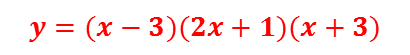 y = (x − 3)(2x + 1)(x + 3)